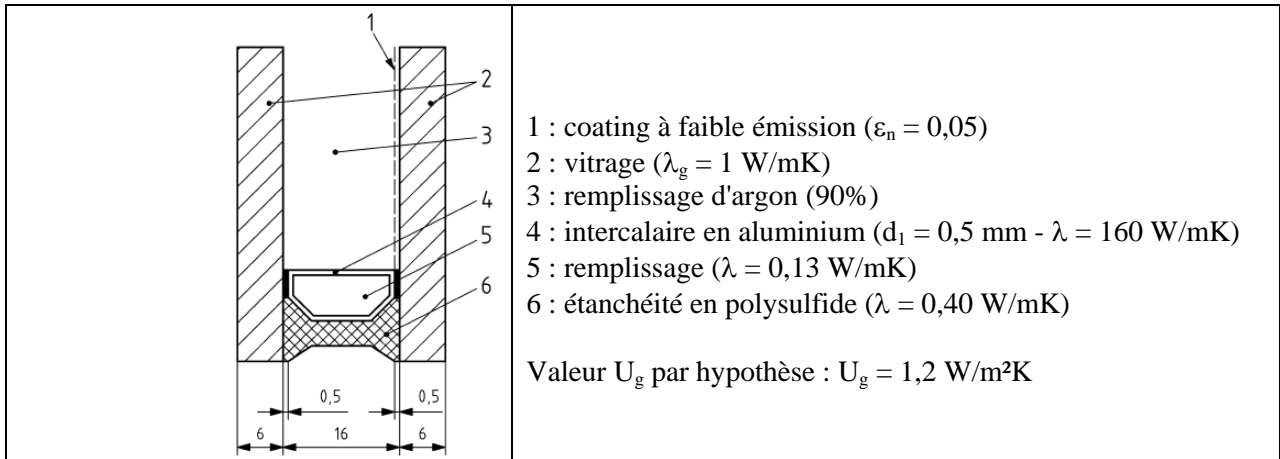 1
2
3
4
5
6
0,5
0,5
6
16
6
1 : coating à faible émission (εn = 0,05)
2 : vitrage (λg = 1 W/mK)
3 : remplissage d'argon (90%)
4 : intercalaire en aluminium (d1 = 0,5 mm - λ = 160 W/mK)
5 : remplissage (λ = 0,13 W/mK)
6 : étanchéité en polysulfide (λ = 0,40 W/mK)
Valeur Ug par hypothèse : Ug = 1,2 W/m²K